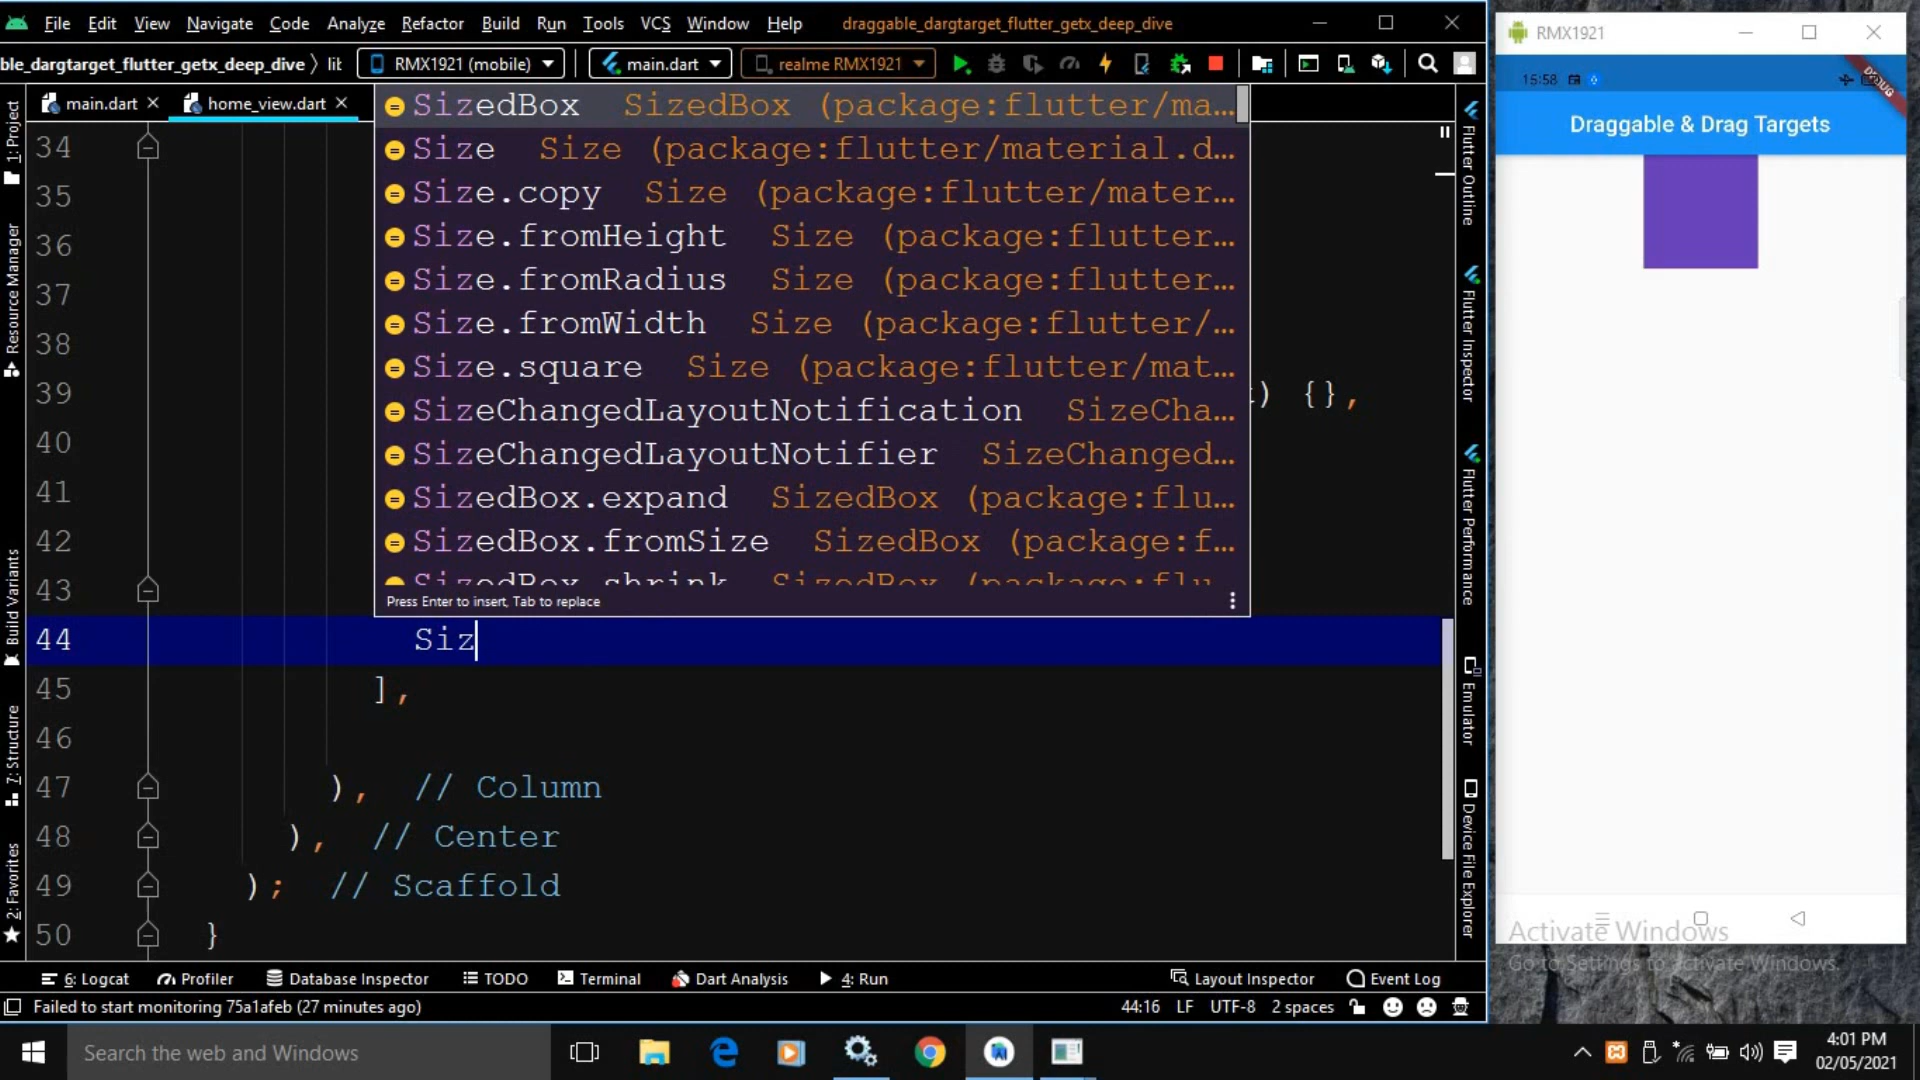 File Edit View Navigate Code Analyze Refactor Build Run Tools VCS Window Help draggable_dargtarget_flutter_getx_deep_dive
ble_dargtarget_flutter_getx_deep_dive lib RMX1921 (mobile) main.dart realme RMX1921
main.dart home_view.dart
SizedBox SizedBox (package:flutter/ma…
Size Size (package:flutter/material.d…
Size.copy Size (package:flutter/mater…
Size.fromHeight Size (package:flutter…
Size.fromRadius Size (package:flutter…
Size.fromWidth Size (package:flutter/…
Size.square Size (package:flutter/mat…
SizeChangedLayoutNotification SizeCha…
SizeChangedLayoutNotifier SizeChanged…
SizedBox.expand SizedBox (package:flu…
SizedBox.fromSize SizedBox (package:f…
SizedBox.shrink SizedBox (package:flu
Press Enter to insert, Tab to replace
34
35
36
37
38
39 ) {},
40
41
42
43
44 Siz
45 ],
46
47 ), // Column
48 ), // Center
49 ); // Scaffold
50 }
1: Project
Resource Manager
Build Variants
7: Structure
2: Favorites
Flutter Outline
Flutter Inspector
Flutter Performance
Emulator
Device File Explorer
6: Logcat Profiler Database Inspector TODO Terminal Dart Analysis 4: Run Layout Inspector Event Log
Failed to start monitoring 75a1afeb (27 minutes ago) 44:16 LF UTF-8 2 spaces
RMX1921
15:58
DEBUG
Draggable & Drag Targets
Activate Windows
Go to Settings to activate Windows.
Search the web and Windows
4:01 PM
02/05/2021